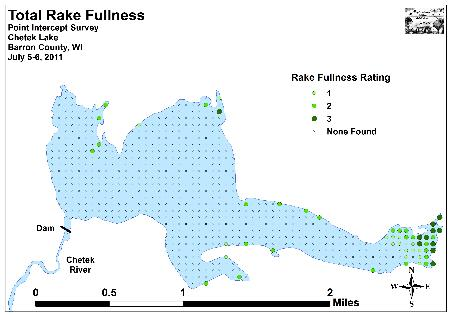 Total Rake Fullness
Point Intercept Survey
Chetek Lake
Barron County, WI
July 5-6, 2011
Rake Fullness Rating
1
2
3
None Found
Dam
Chetek
River
N
W E
S
0 0.5 1 2
Miles